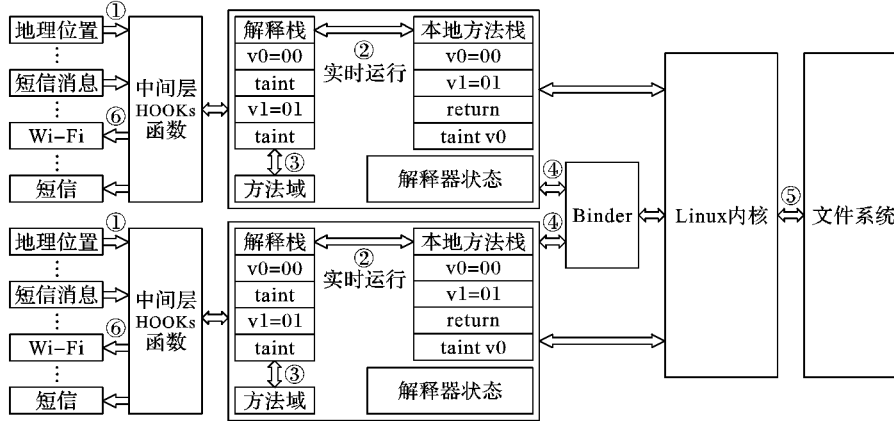 ①
地理位置
⋮
短信消息
⋮
⑥
Wi-Fi
⋮
短信
中间层
HOOKs
函数
解释栈
v0=00
taint
v1=01
taint
③
方法域
②
实时运行
本地方法栈
v0=00
v1=01
return
taint v0
解释器状态
①
地理位置
⋮
短信消息
⋮
⑥
Wi-Fi
⋮
短信
中间层
HOOKs
函数
解释栈
v0=00
taint
v1=01
taint
③
方法域
②
实时运行
本地方法栈
v0=00
v1=01
return
taint v0
解释器状态
④
④
Binder
Linux内核
⑤
文件系统